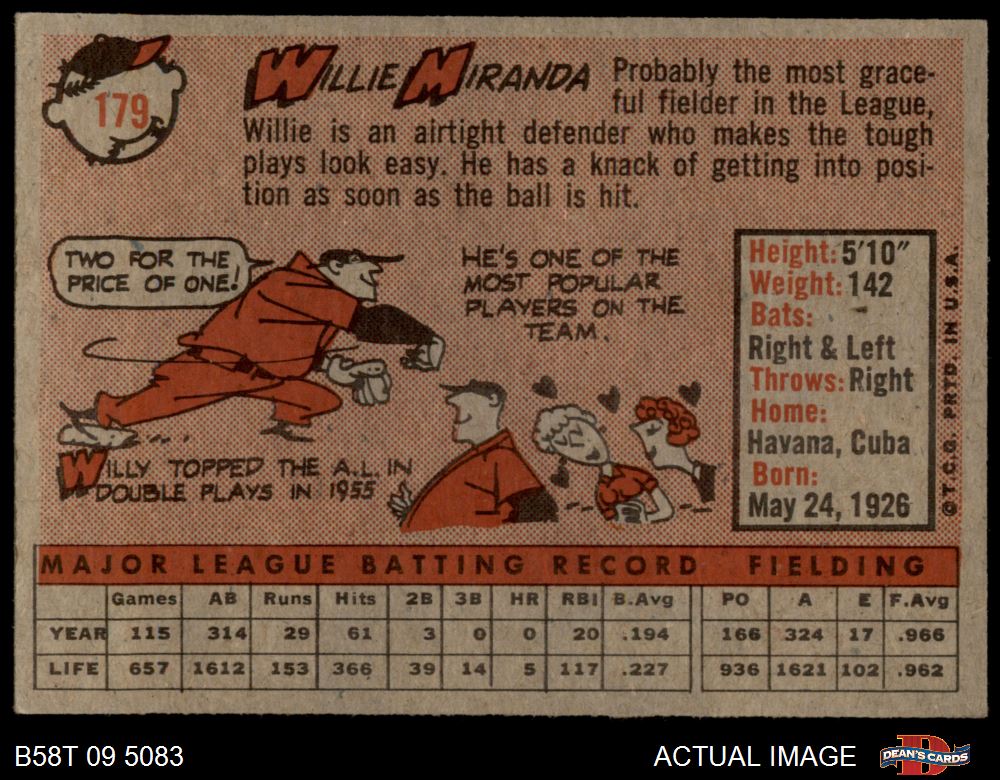 179
WILLIE MIRANDA
Probably the most grace-
ful fielder in the League,
Willie is an airtight defender who makes the tough
plays look easy. He has a knack of getting into posi-
tion as soon as the ball is hit.
TWO FOR THE
PRICE OF ONE!
WILLY TOPPED THE A.L. IN
DOUBLE PLAYS IN 1955
HE'S ONE OF THE
MOST POPULAR
PLAYERS ON THE
TEAM.
Height: 5'10"
Weight: 142
Bats:
Right & Left
Throws: Right
Home:
Havana, Cuba
Born:
May 24, 1926
© T.C.G. PRTD. IN U.S.A.
MAJOR LEAGUE BATTING RECORD FIELDING
Games AB Runs Hits 2B 3B HR RBI B.Avg PO A E F.Avg
YEAR 115 314 29 61 3 0 0 20 .194 166 324 17 .966
LIFE 657 1612 153 366 39 14 5 117 .227 936 1621 102 .962
B58T 09 5083 ACTUAL IMAGE D DEAN'S CARDS